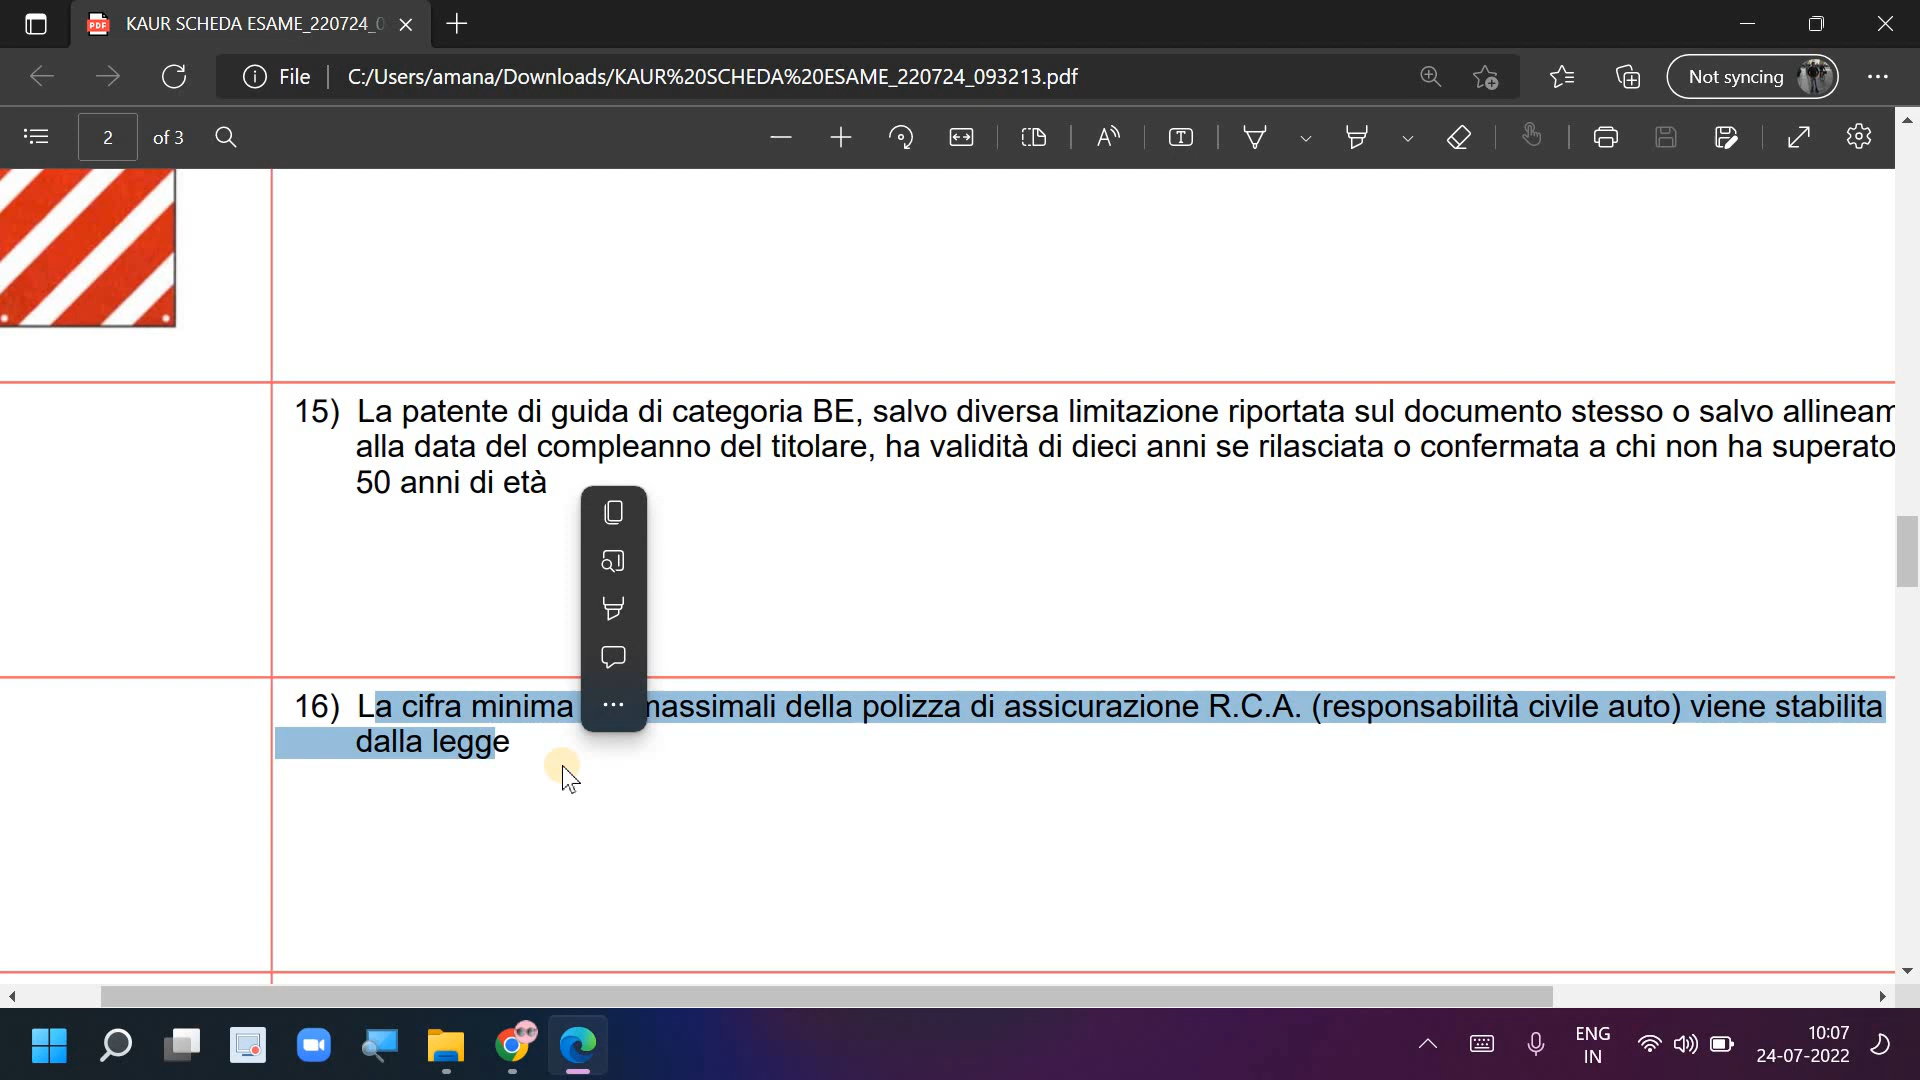 KAUR SCHEDA ESAME_220724_0
File
C:/Users/amana/Downloads/KAUR%20SCHEDA%20ESAME_220724_093213.pdf
Not syncing
2 of 3
15) La patente di guida di categoria BE, salvo diversa limitazione riportata sul documento stesso o salvo allineam
alla data del compleanno del titolare, ha validità di dieci anni se rilasciata o confermata a chi non ha superato
50 anni di età
16) La cifra minima massimali della polizza di assicurazione R.C.A. (responsabilità civile auto) viene stabilita
dalla legge
ENG
IN
10:07
24-07-2022